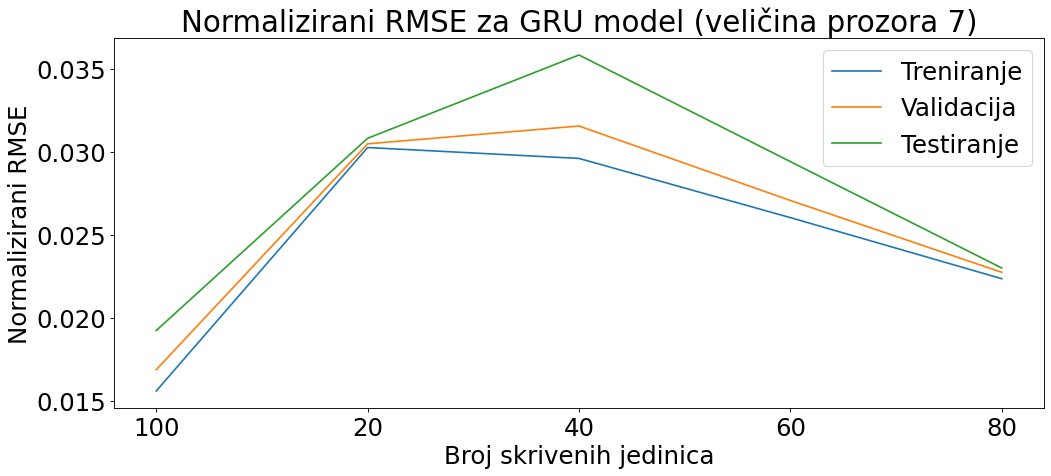 Normalizirani RMSE za GRU model (veličina prozora 7)
Treniranje
Validacija
Testiranje
Normalizirani RMSE
0.035
0.030
0.025
0.020
0.015
100 20 40 60 80
Broj skrivenih jedinica